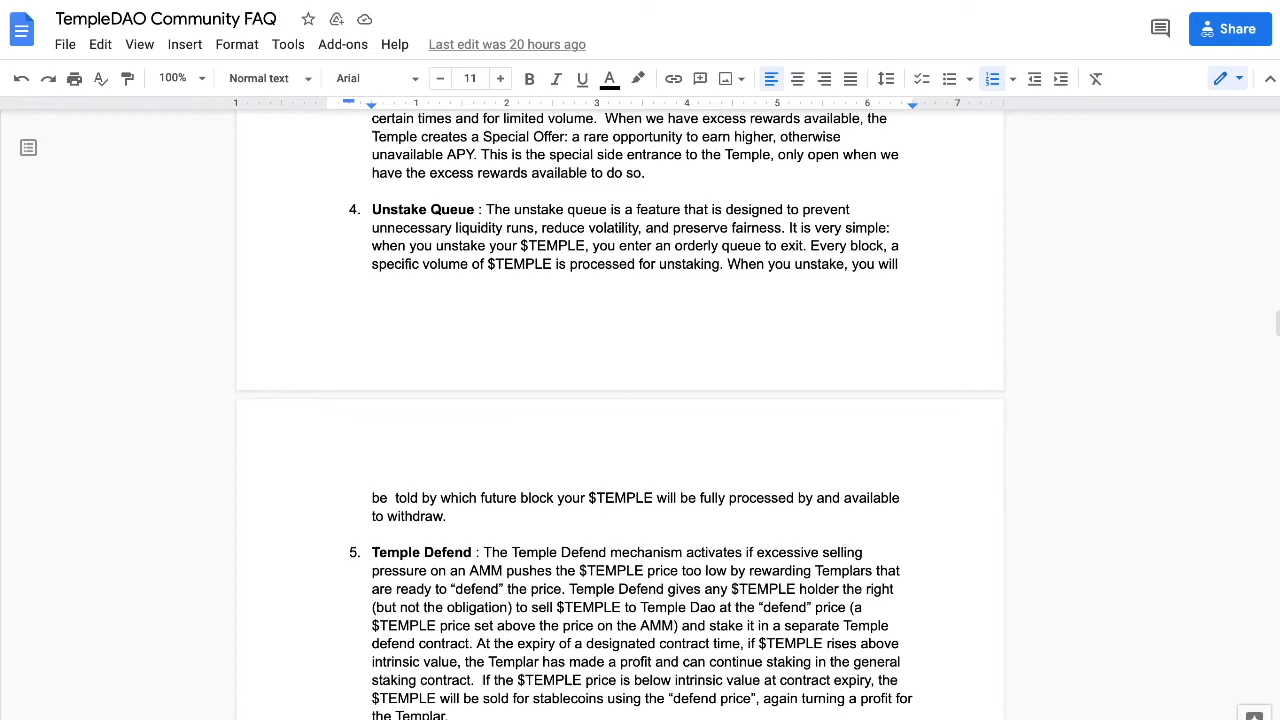 TempleDAO Community FAQ
File Edit View Insert Format Tools Add-ons Help Last edit was 20 hours ago
Share
100% Normal text Arial 11 B I U A
1 1 2 3 4 5 6 7
certain times and for limited volume.  When we have excess rewards available, the
Temple creates a Special Offer: a rare opportunity to earn higher, otherwise
unavailable APY. This is the special side entrance to the Temple, only open when we
have the excess rewards available to do so.
4. Unstake Queue : The unstake queue is a feature that is designed to prevent
unnecessary liquidity runs, reduce volatility, and preserve fairness. It is very simple:
when you unstake your $TEMPLE, you enter an orderly queue to exit. Every block, a
specific volume of $TEMPLE is processed for unstaking. When you unstake, you will
be  told by which future block your $TEMPLE will be fully processed by and available
to withdraw.
5. Temple Defend : The Temple Defend mechanism activates if excessive selling
pressure on an AMM pushes the $TEMPLE price too low by rewarding Templars that
are ready to “defend” the price. Temple Defend gives any $TEMPLE holder the right
(but not the obligation) to sell $TEMPLE to Temple Dao at the “defend” price (a
$TEMPLE price set above the price on the AMM) and stake it in a separate Temple
defend contract. At the expiry of a designated contract time, if $TEMPLE rises above
intrinsic value, the Templar has made a profit and can continue staking in the general
staking contract.  If the $TEMPLE price is below intrinsic value at contract expiry, the
$TEMPLE will be sold for stablecoins using the “defend price”, again turning a profit for
the Templar.